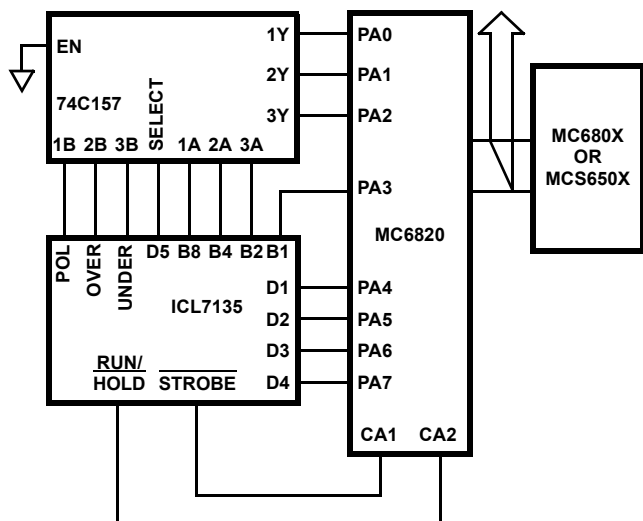 EN
74C157
SELECT
1Y
2Y
3Y
1B 2B 3B 1A 2A 3A
PA0
PA1
PA2
PA3
MC6820
PA4
PA5
PA6
PA7
CA1 CA2
MC680X
OR
MCS650X
POL
OVER
UNDER
D5 B8 B4 B2 B1
ICL7135
D1
D2
D3
D4
RUN/
HOLD
STROBE